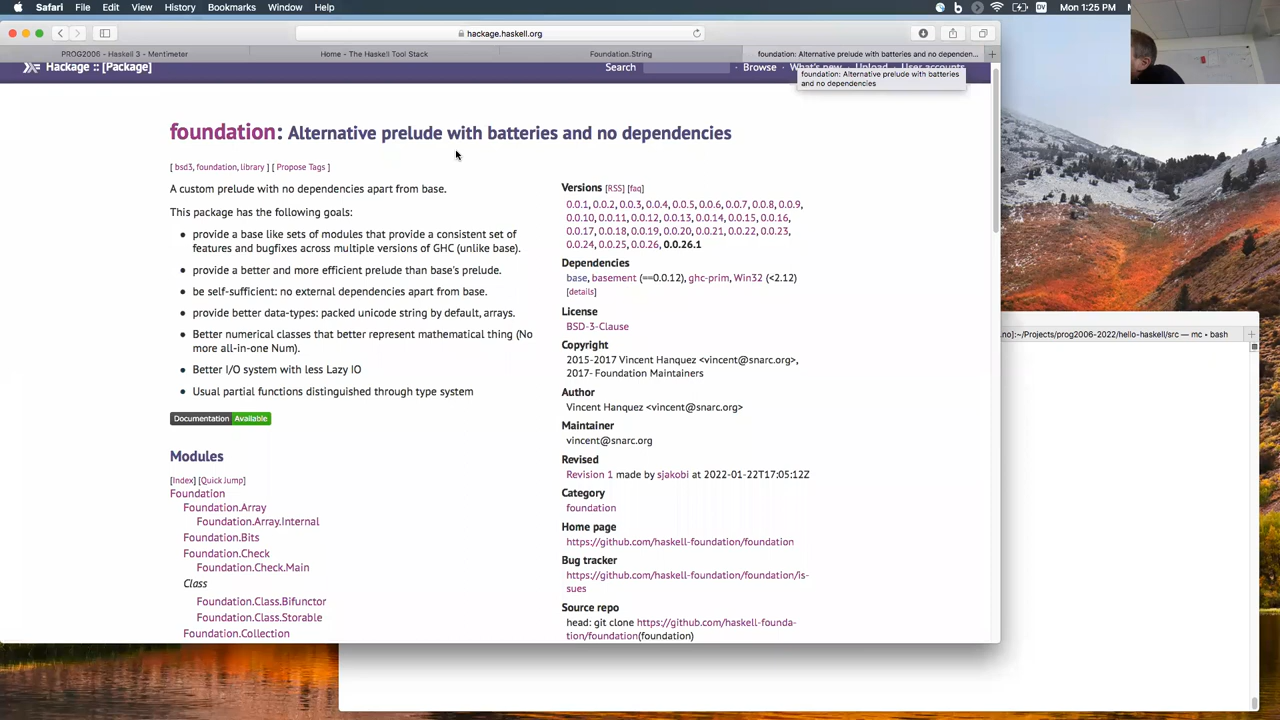 Safari File Edit View History Bookmarks Window Help
DV Mon 1:25 PM
hackage.haskell.org
PROG2006 - Haskell 3 - Mentimeter
Home - The Haskell Tool Stack
Foundation.String
foundation: Alternative prelude with batteries and no dependen...
Hackage :: [Package]
Search · Browse · What's new · Upload · User accounts
foundation: Alternative prelude with batteries
and no dependencies
foundation: Alternative prelude with batteries and no dependencies
[ bsd3, foundation, library ] [ Propose Tags ]
A custom prelude with no dependencies apart from base.
This package has the following goals:
provide a base like sets of modules that provide a consistent set of
features and bugfixes across multiple versions of GHC (unlike base).
provide a better and more efficient prelude than base's prelude.
be self-sufficient: no external dependencies apart from base.
provide better data-types: packed unicode string by default, arrays.
Better numerical classes that better represent mathematical thing (No
more all-in-one Num).
Better I/O system with less Lazy IO
Usual partial functions distinguished through type system
Documentation Available
Modules
[Index] [Quick Jump]
Foundation
Foundation.Array
Foundation.Array.Internal
Foundation.Bits
Foundation.Check
Foundation.Check.Main
Class
Foundation.Class.Bifunctor
Foundation.Class.Storable
Foundation.Collection
Versions [RSS] [faq]
0.0.1, 0.0.2, 0.0.3, 0.0.4, 0.0.5, 0.0.6, 0.0.7, 0.0.8, 0.0.9,
0.0.10, 0.0.11, 0.0.12, 0.0.13, 0.0.14, 0.0.15, 0.0.16,
0.0.17, 0.0.18, 0.0.19, 0.0.20, 0.0.21, 0.0.22, 0.0.23,
0.0.24, 0.0.25, 0.0.26, 0.0.26.1
Dependencies
base, basement (==0.0.12), ghc-prim, Win32 (<2.12)
[details]
License
BSD-3-Clause
Copyright
2015-2017 Vincent Hanquez <vincent@snarc.org>,
2017- Foundation Maintainers
Author
Vincent Hanquez <vincent@snarc.org>
Maintainer
vincent@snarc.org
Revised
Revision 1 made by sjakobi at 2022-01-22T17:05:12Z
Category
foundation
Home page
https://github.com/haskell-foundation/foundation
Bug tracker
https://github.com/haskell-foundation/foundation/is-
sues
Source repo
head: git clone https://github.com/haskell-founda-
tion/foundation(foundation)
no]:~/Projects/prog2006-2022/hello-haskell/src — mc • bash